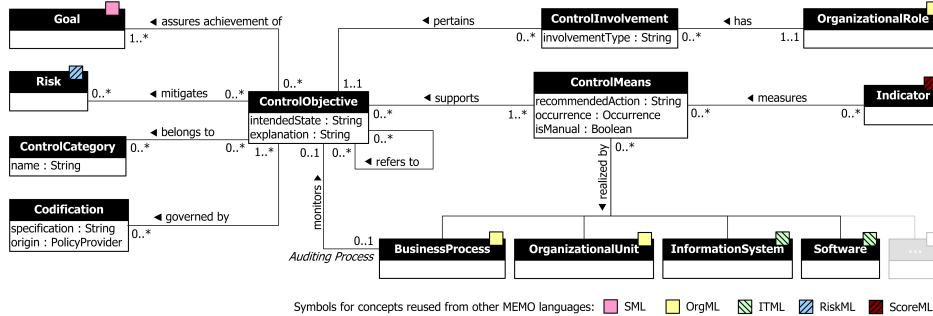 Goal
◄ assures achievement of
1..*
0..*
◄ pertains
1..1
0..*
ControlInvolvement
involvementType : String
◄ has
0..*
1..1
OrganizationalRole
Risk
0..*
◄ mitigates
0..*
ControlObjective
intendedState : String
explanation : String
◄ supports
0..*
1..*
ControlMeans
recommendedAction : String
occurrence : Occurrence
isManual : Boolean
◄ measures
0..*
0..*
Indicator
ControlCategory
name : String
◄ belongs to
0..*
0..*
1..*
0..1
0..*
0..*
◄ refers to
0..*
◄ realized by
Codification
specification : String
origin : PolicyProvider
◄ governed by
0..*
monitors ►
0..1
Auditing Process
BusinessProcess
OrganizationalUnit
InformationSystem
Software
...
Symbols for concepts reused from other MEMO languages:
SML
OrgML
ITML
RiskML
ScoreML